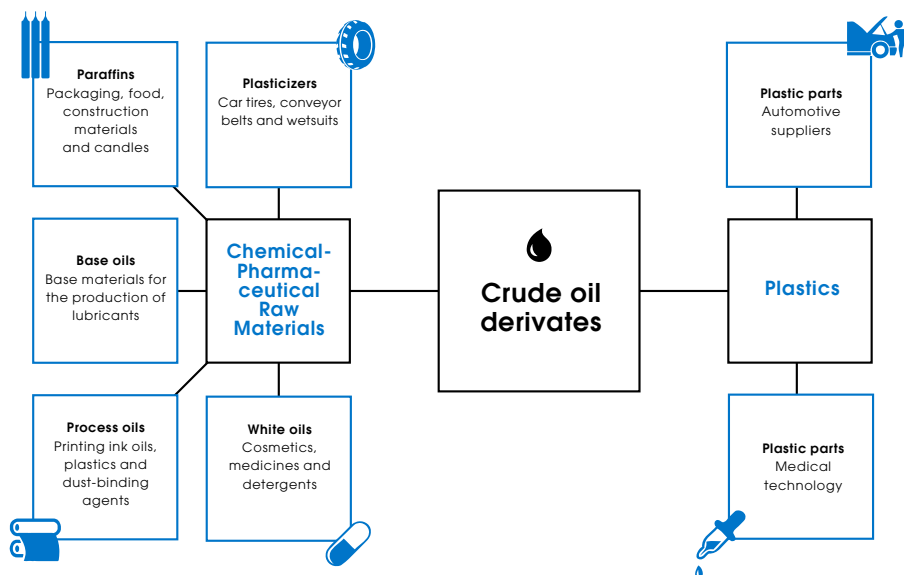 Paraffins
Packaging, food,
construction
materials
and candles
Plasticizers
Car tires, conveyor
belts and wetsuits
Plastic parts
Automotive
suppliers
Base oils
Base materials for
the production of
lubricants
Chemical-
Pharma-
ceutical
Raw
Materials
Crude oil
derivates
Plastics
Process oils
Printing ink oils,
plastics and
dust-binding
agents
White oils
Cosmetics,
medicines and
detergents
Plastic parts
Medical
technology